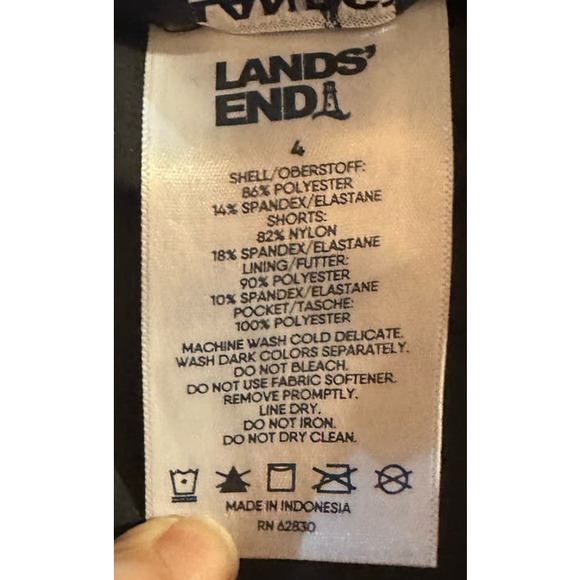 LANDS'
END
4
SHELL/OBERSTOFF:
86% POLYESTER
14% SPANDEX/ELASTANE
SHORTS:
82% NYLON
18% SPANDEX/ELASTANE
LINING/FUTTER:
90% POLYESTER
10% SPANDEX/ELASTANE
POCKET/TASCHE:
100% POLYESTER
MACHINE WASH COLD DELICATE.
WASH DARK COLORS SEPARATELY.
DO NOT BLEACH.
DO NOT USE FABRIC SOFTENER.
REMOVE PROMPTLY.
LINE DRY.
DO NOT IRON.
DO NOT DRY CLEAN.
MADE IN INDONESIA
RN 62830